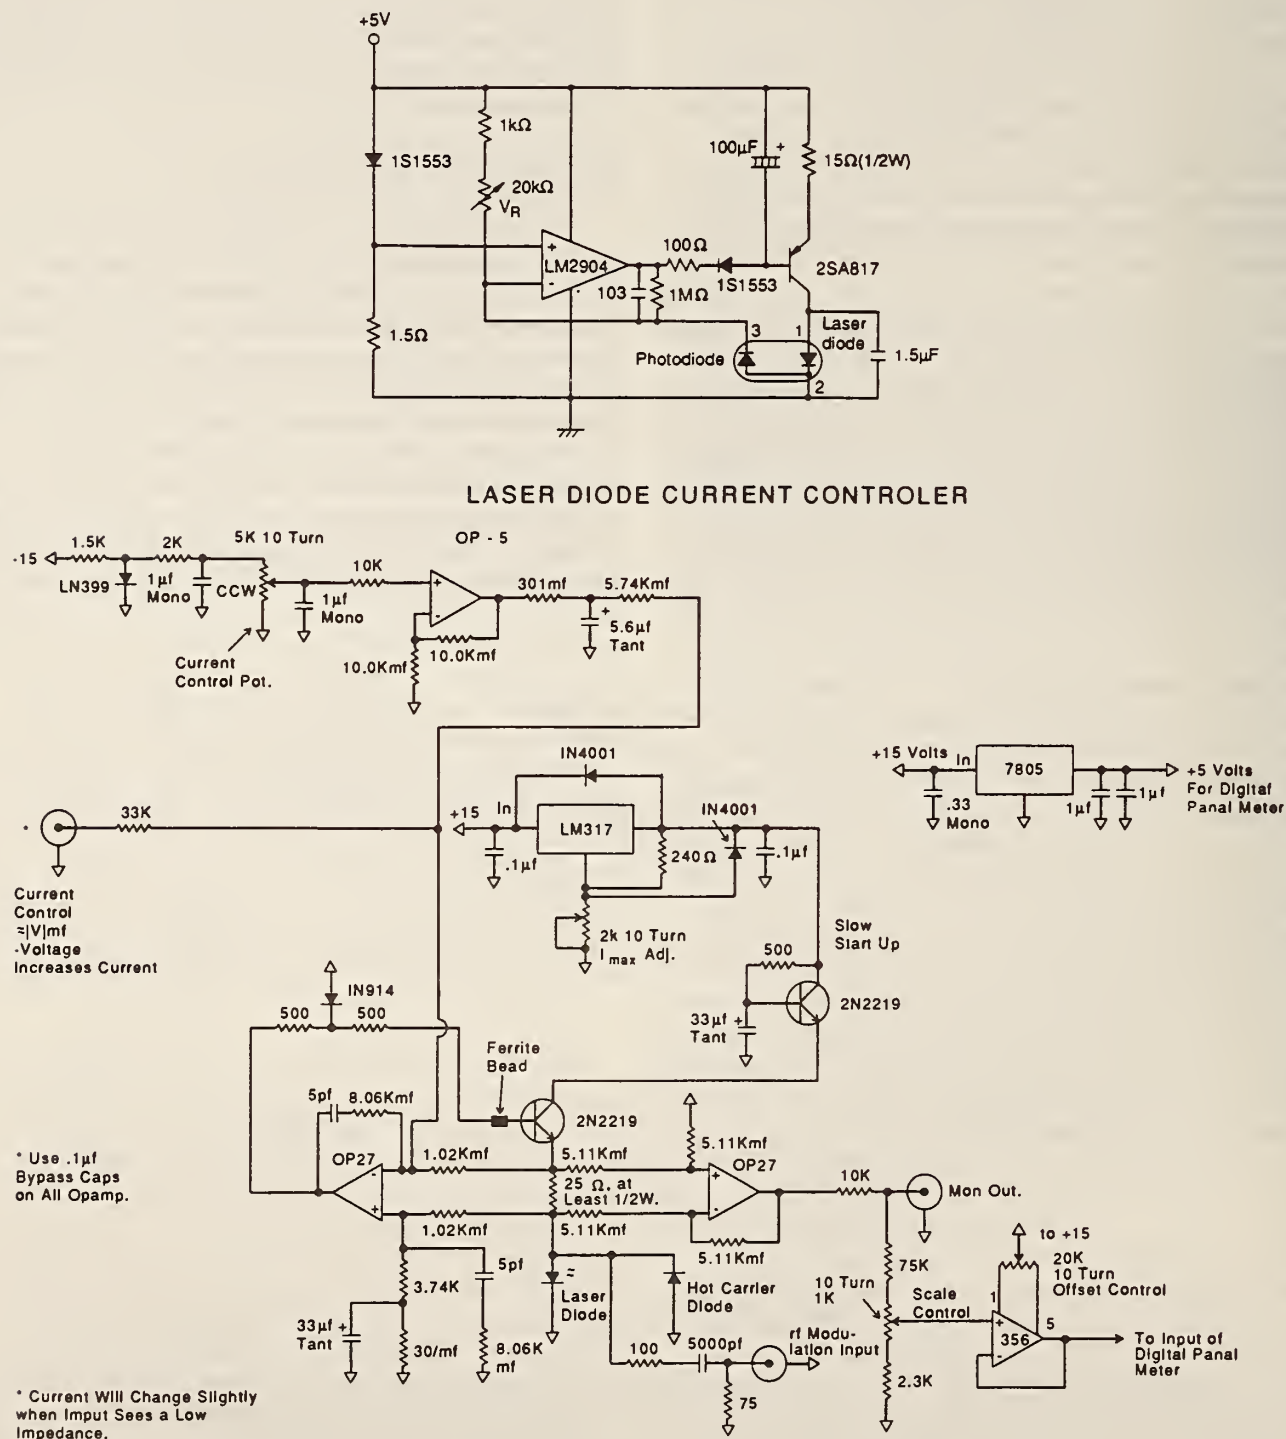 +5V
1kΩ
1S1553
20kΩ
VR
100µF +
15Ω(1/2W)
+
LM2904
-
100Ω
1S1553
2SA817
103
1MΩ
1.5Ω
3
1
Laser
diode
Photodiode
2
1.5µF
LASER DIODE CURRENT CONTROLER
-15
1.5K
2K
5K 10 Turn
OP - 5
LN399
1µf
Mono
CCW
1µf
Mono
10K
+
-
301mf
5.74Kmf
+
5.6µf
Tant
10.0Kmf
10.0Kmf
Current
Control Pot.
IN4001
+15 Volts
In
7805
+5 Volts
For Digital
Panal Meter
.33
Mono
1µf
1µf
*
33K
+15
In
LM317
IN4001
.1µf
240Ω
.1µf
Current
Control
≈|V|mf
-Voltage
Increases Current
2k 10 Turn
Imax Adj.
Slow
Start Up
500
2N2219
33µf +
Tant
IN914
500
500
Ferrite
Bead
5pf
8.06Kmf
2N2219
* Use .1µf
Bypass Caps
on All Opamp.
OP27
-
+
1.02Kmf
5.11Kmf
5.11Kmf
OP27
+
-
25 Ω, at
Least 1/2W.
1.02Kmf
5.11Kmf
5.11Kmf
10K
Mon Out.
3.74K
5pf
≈
Laser
Diode
Hot Carrier
Diode
75K
10 Turn
1K
Scale
Control
to +15
20K
10 Turn
Offset Control
1
5
+
356
-
To Input of
Digital Panal
Meter
33µf +
Tant
30/mf
8.06K
mf
100
5000pf
rf Modu-
lation Input
75
2.3K
* Current Will Change Slightly
when Imput Sees a Low
Impedance.